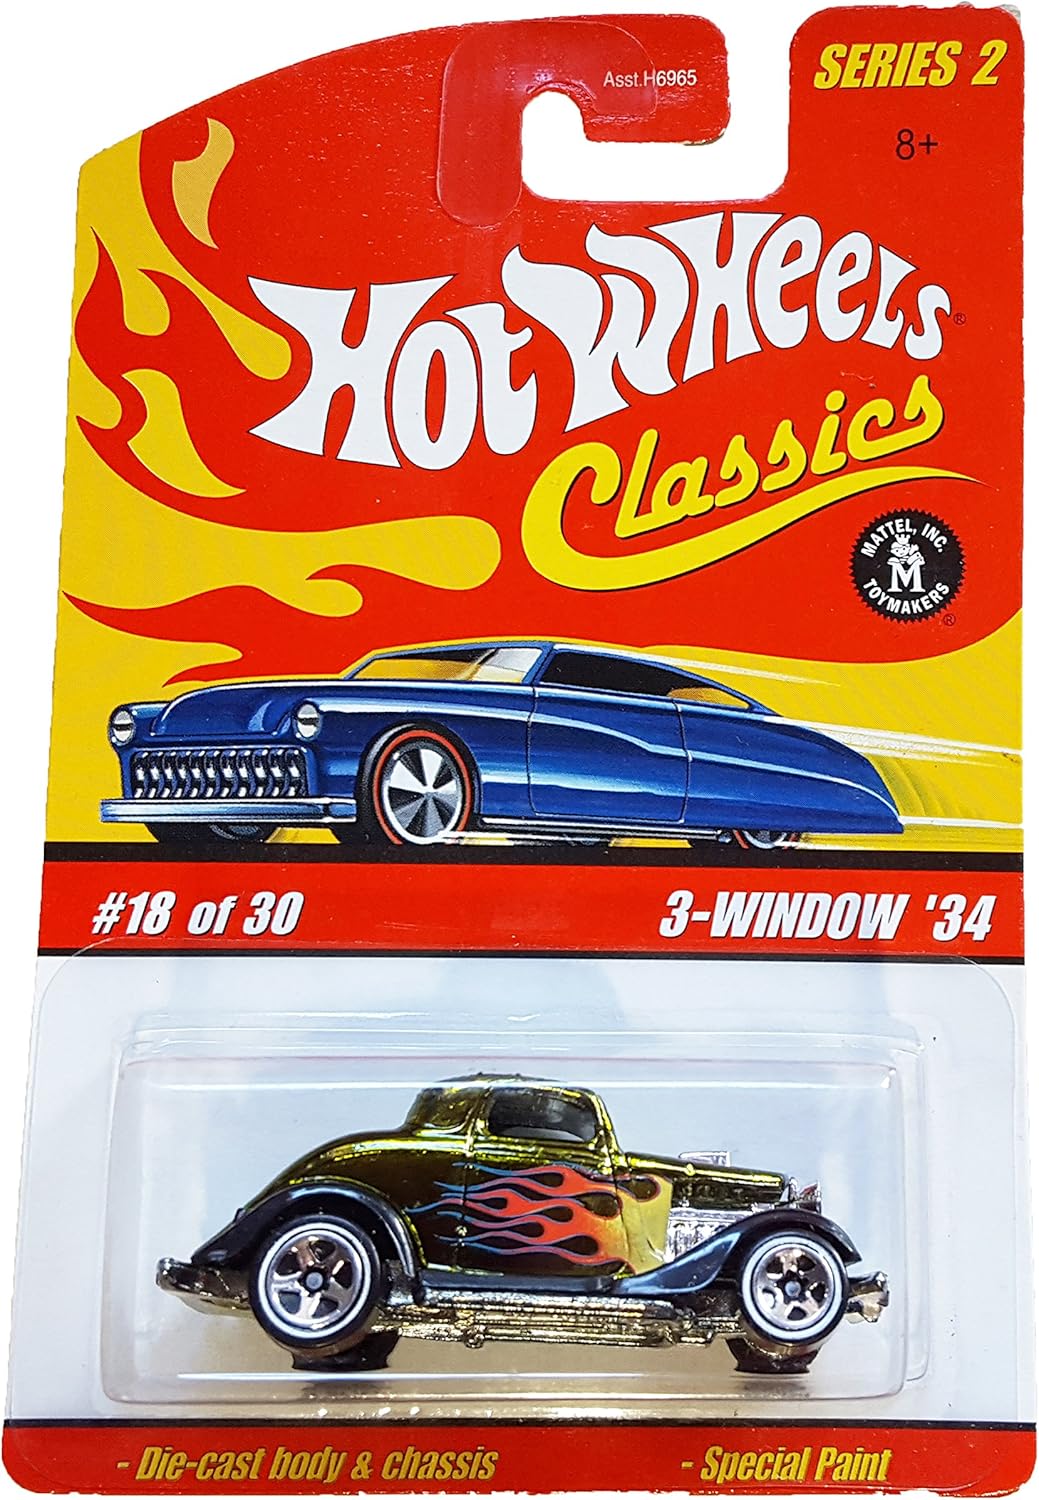 Asst.H6965
SERIES 2
8+
HOT WHEELS®
Classics
MATTEL, INC.
M
TOYMAKERS
®
#18 of 30
3-WINDOW '34
- Die-cast body & chassis
- Special Paint